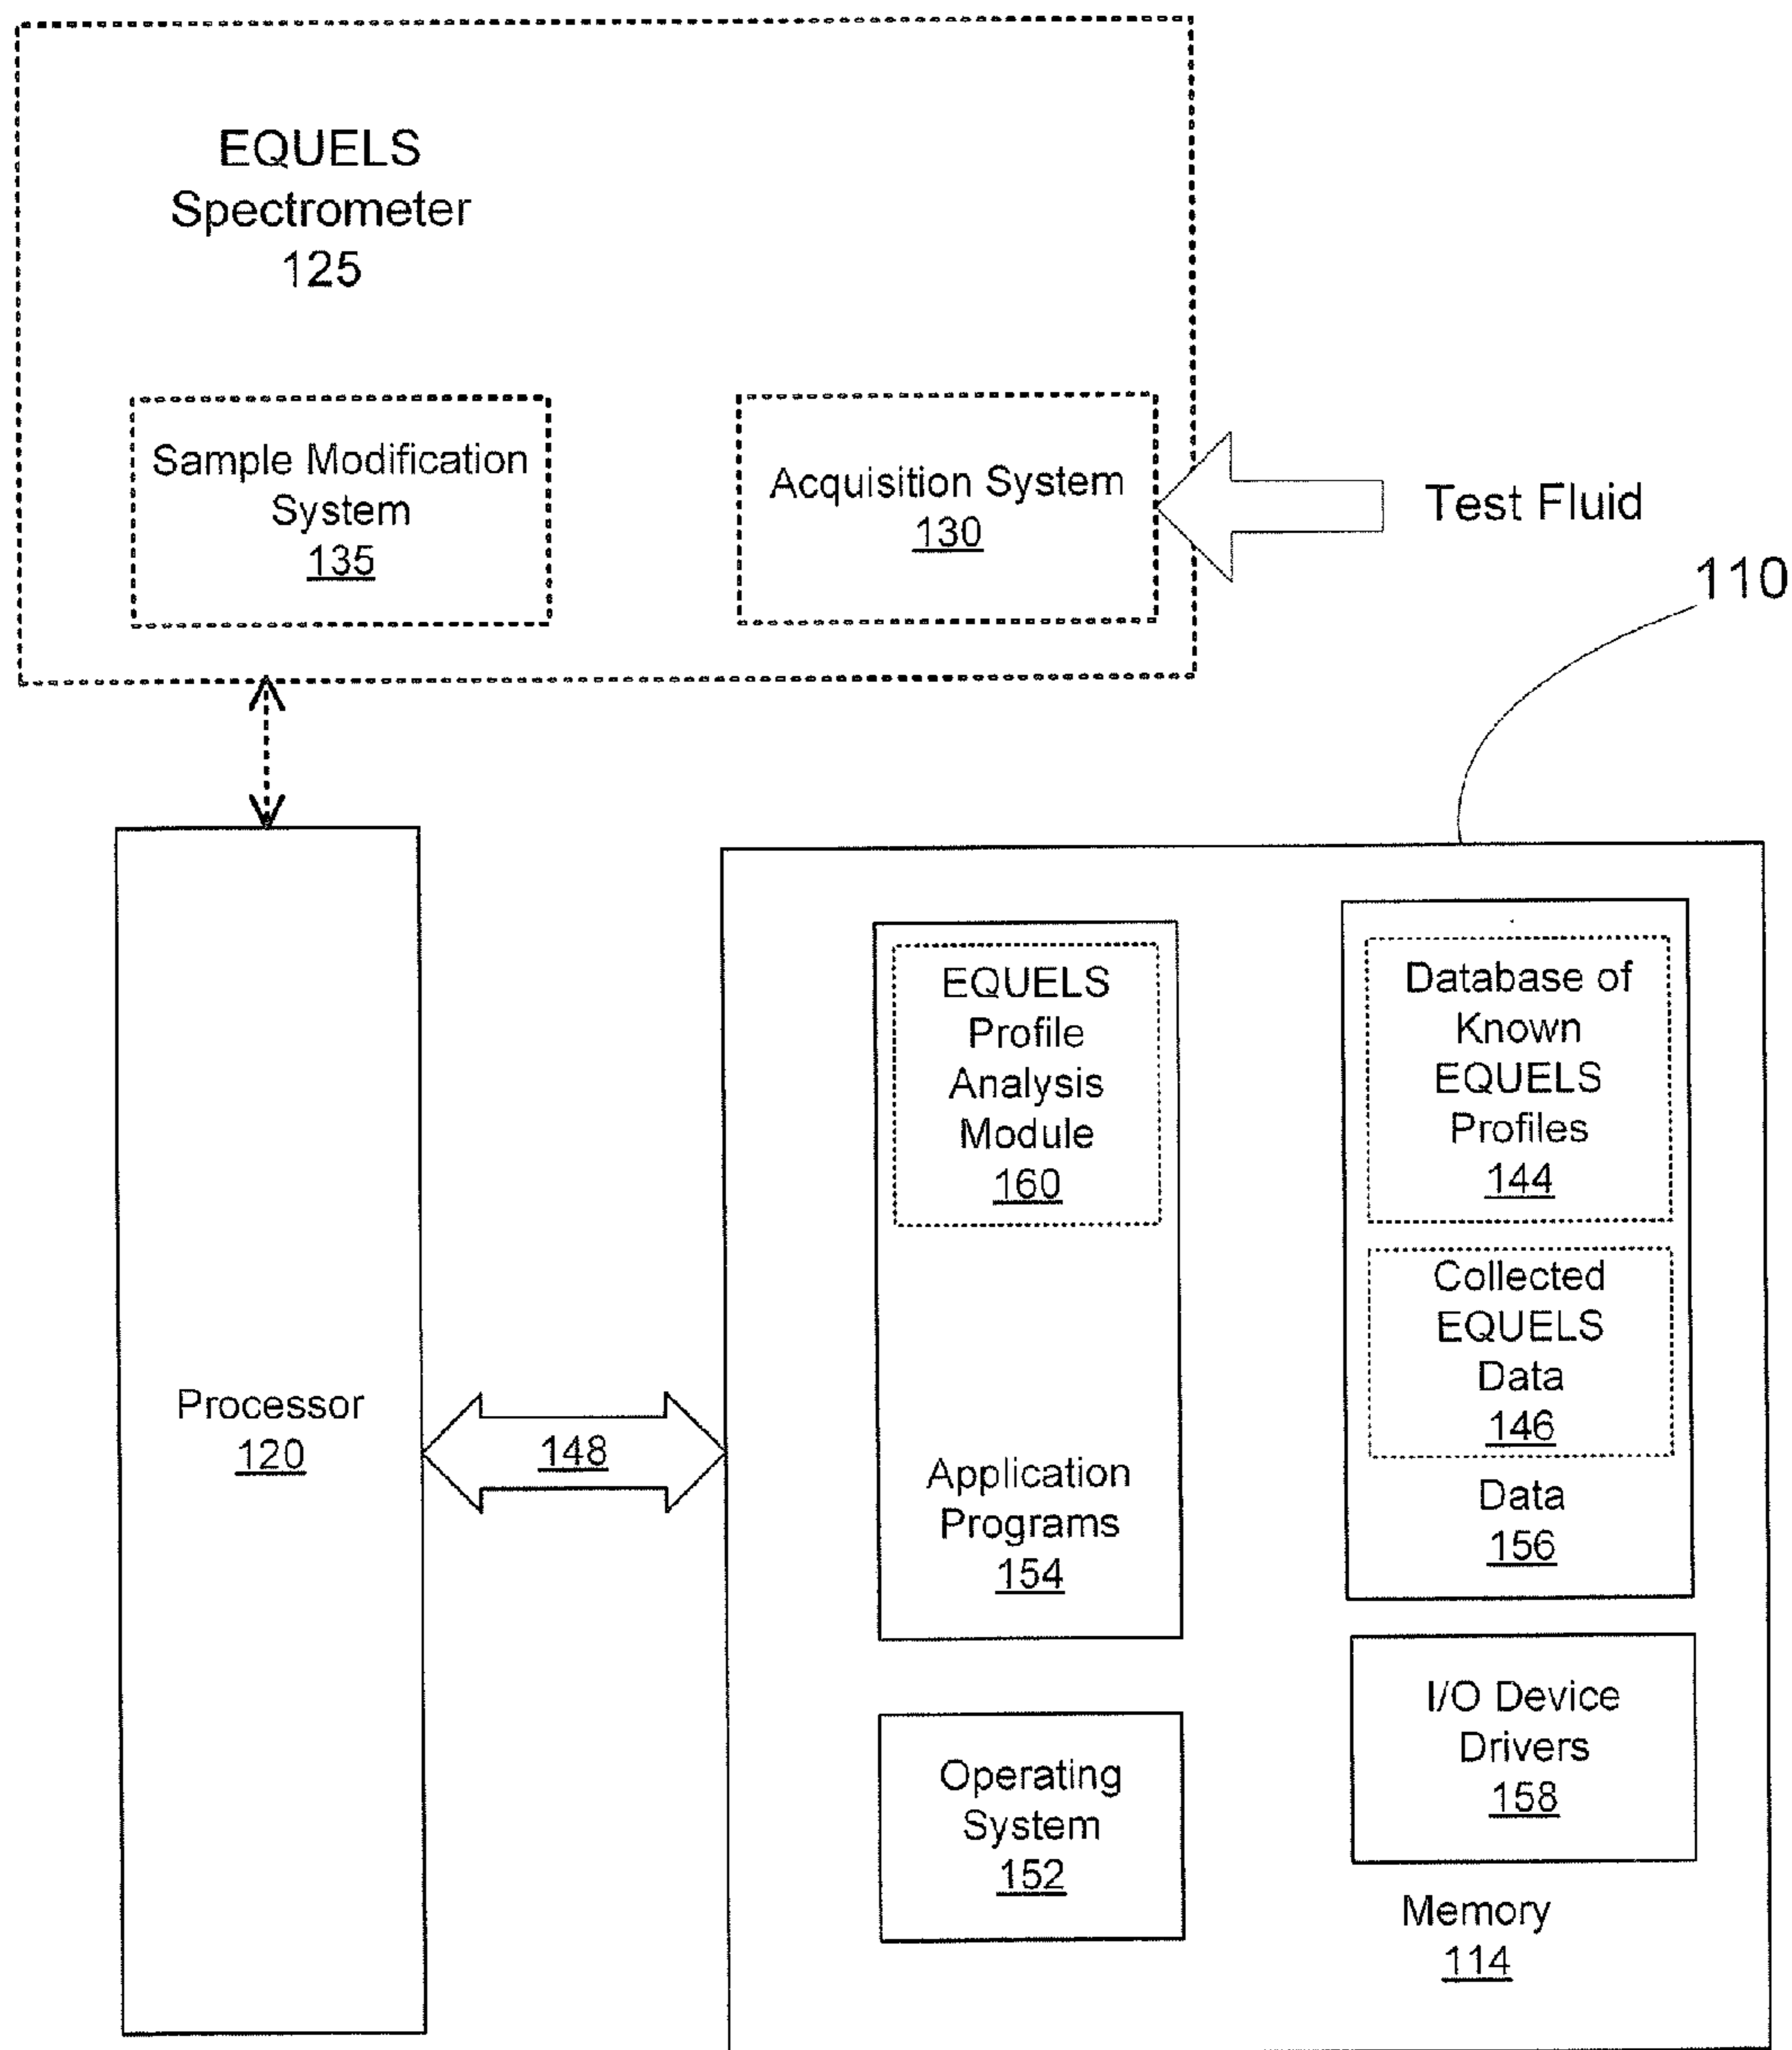 EQUELS
Spectrometer
125
Sample Modification
System
135
Acquisition System
130
Test Fluid
110
Processor
120
148
EQUELS
Profile
Analysis
Module
160
Application
Programs
154
Database of
Known
EQUELS
Profiles
144
Collected
EQUELS
Data
146
Data
156
Operating
System
152
I/O Device
Drivers
158
Memory
114